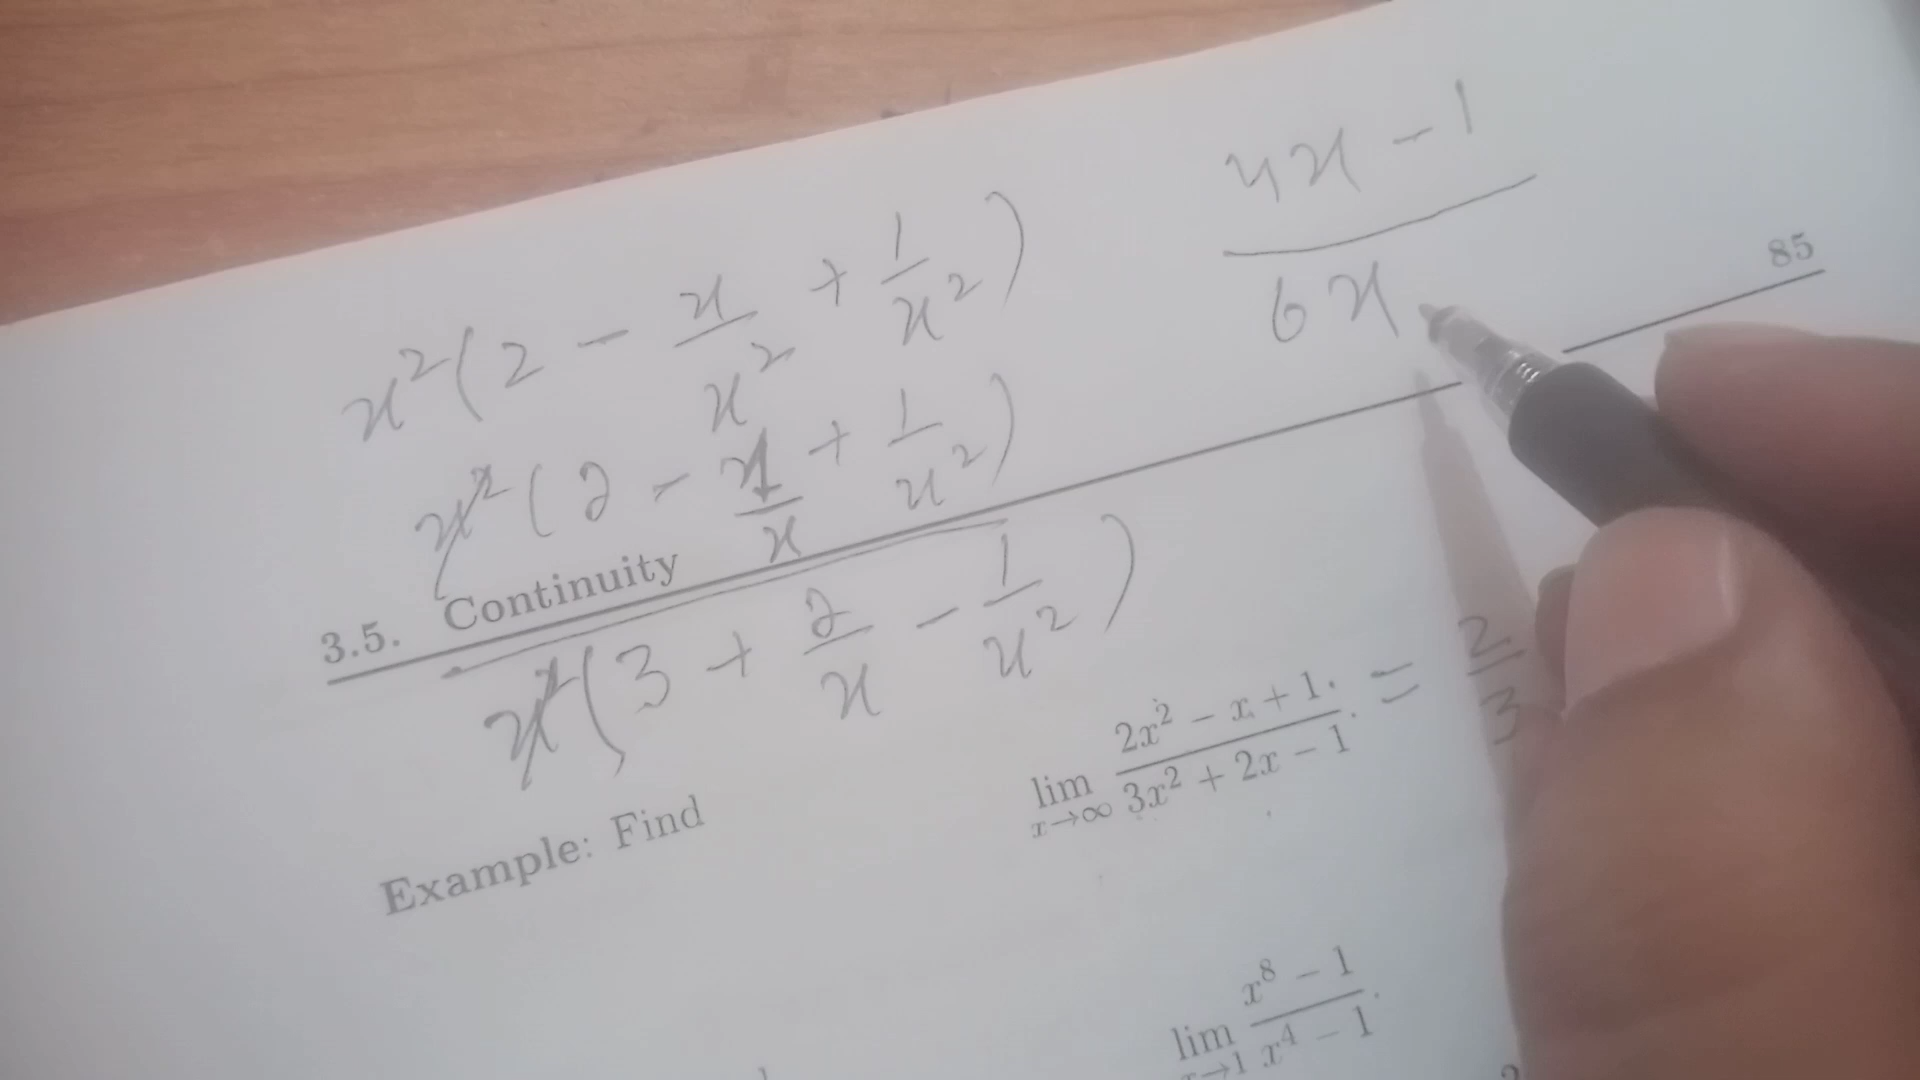 4x - 1
6x
85
x²(2 - x/x² + 1/x²)
x²(2 - 1/x + 1/x²)
3.5. Continuity
x²(3 + 2/x - 1/x²)
Example: Find
lim x→∞ (2x² − x + 1)/(3x² + 2x − 1) . = 2/3
lim x→1 (x⁸ − 1)/(x⁴ − 1) .